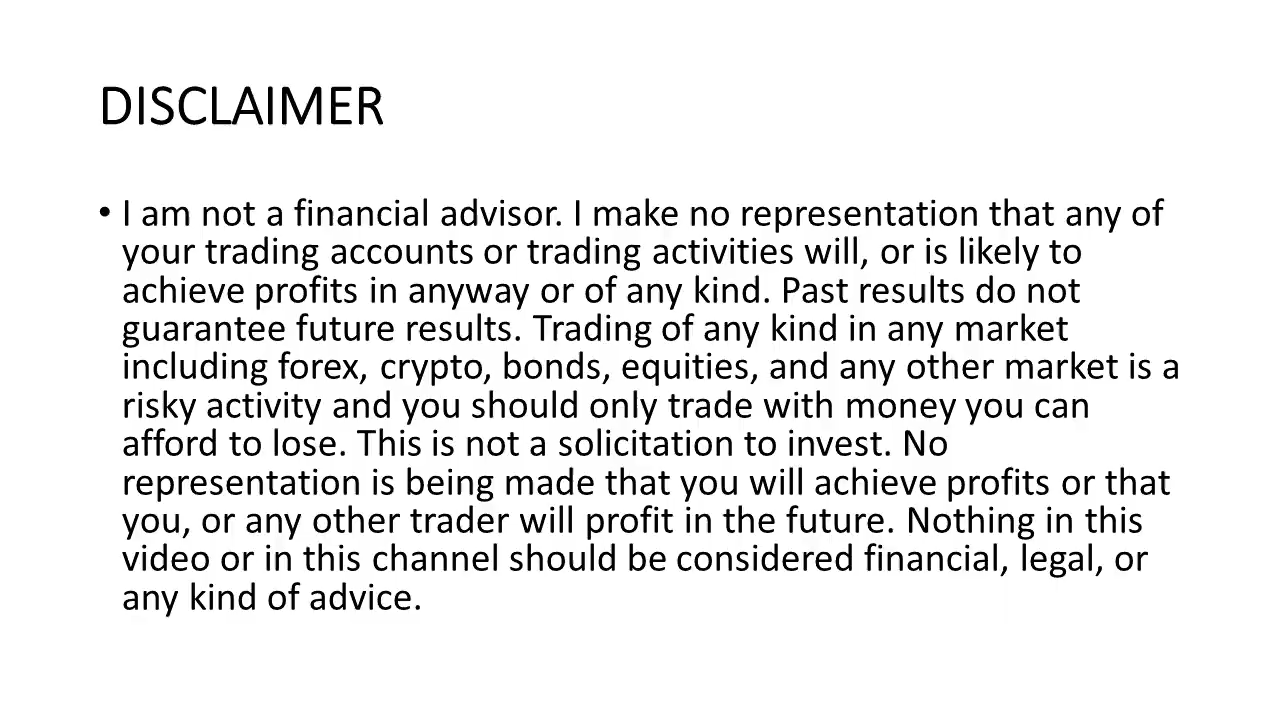 DISCLAIMER
• I am not a financial advisor. I make no representation that any of
your trading accounts or trading activities will, or is likely to
achieve profits in anyway or of any kind. Past results do not
guarantee future results. Trading of any kind in any market
including forex, crypto, bonds, equities, and any other market is a
risky activity and you should only trade with money you can
afford to lose. This is not a solicitation to invest. No
representation is being made that you will achieve profits or that
you, or any other trader will profit in the future. Nothing in this
video or in this channel should be considered financial, legal, or
any kind of advice.